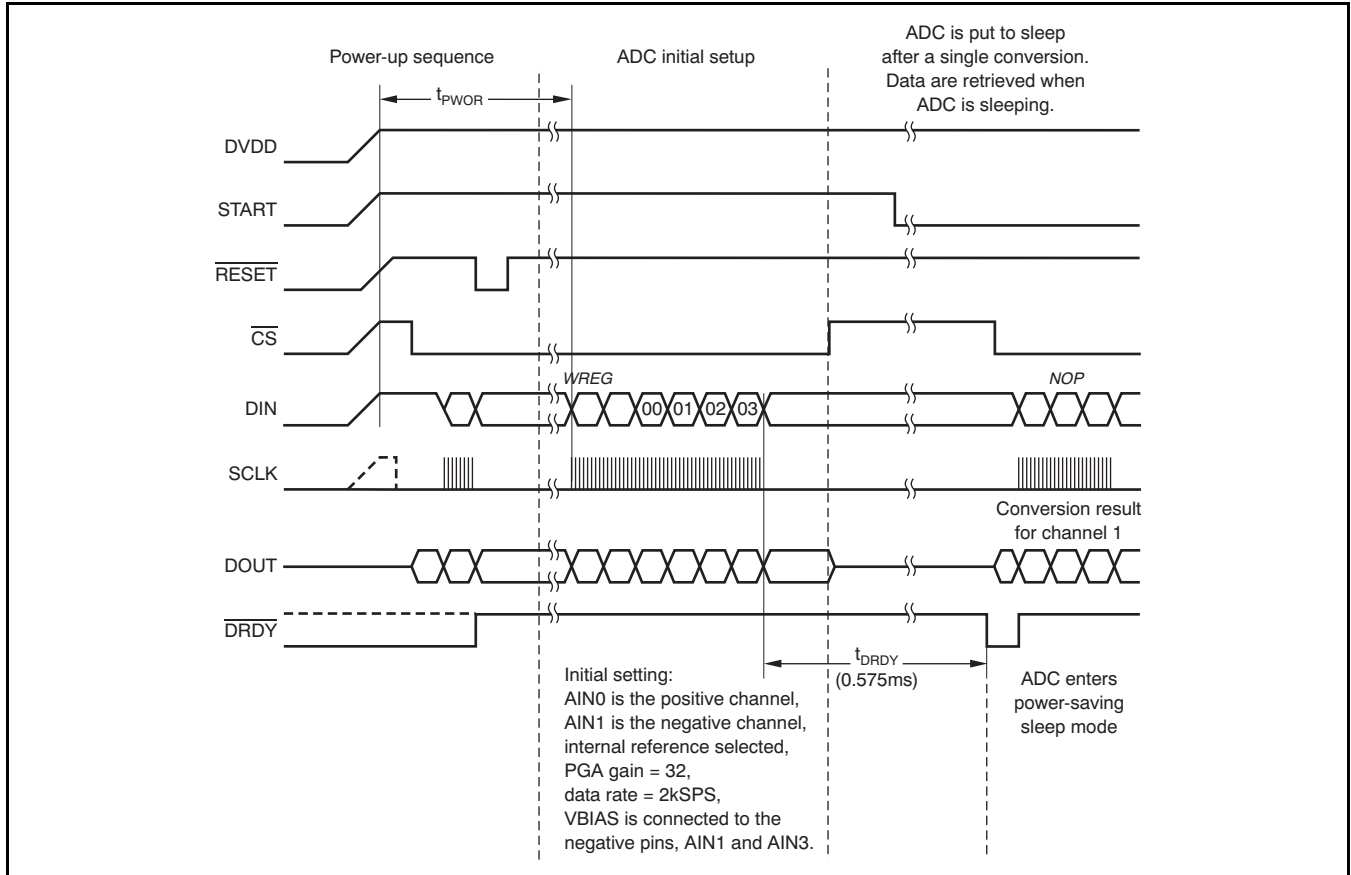 Power-up sequence
ADC initial setup
ADC is put to sleep
after a single conversion.
Data are retrieved when
ADC is sleeping.
tPWOR
DVDD
START
RESET
CS
DIN
WREG
00 01 02 03
NOP
SCLK
Conversion result
for channel 1
DOUT
DRDY
tDRDY
(0.575ms)
Initial setting:
AIN0 is the positive channel,
AIN1 is the negative channel,
internal reference selected,
PGA gain = 32,
data rate = 2kSPS,
VBIAS is connected to the
negative pins, AIN1 and AIN3.
ADC enters
power-saving
sleep mode